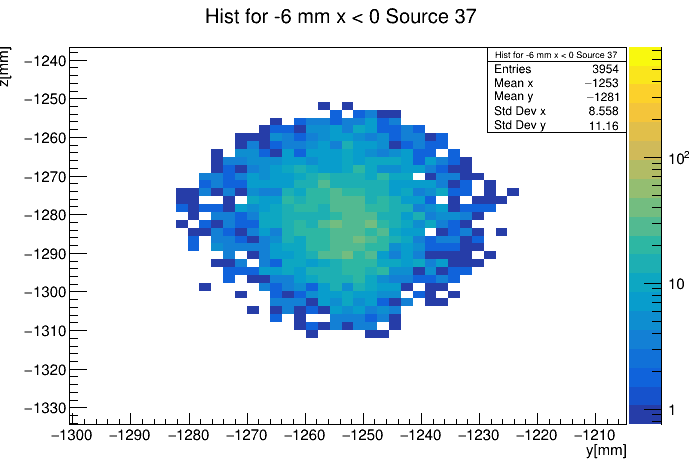 Hist for -6 mm x < 0 Source 37
z[mm]
Hist for -6 mm x < 0 Source 37
Entries 3954
Mean x −1253
Mean y −1281
Std Dev x 8.558
Std Dev y 11.16
−1240
−1250
−1260
−1270
−1280
−1290
−1300
−1310
−1320
−1330
10²
10
1
−1300 −1290 −1280 −1270 −1260 −1250 −1240 −1230 −1220 −1210
y[mm]